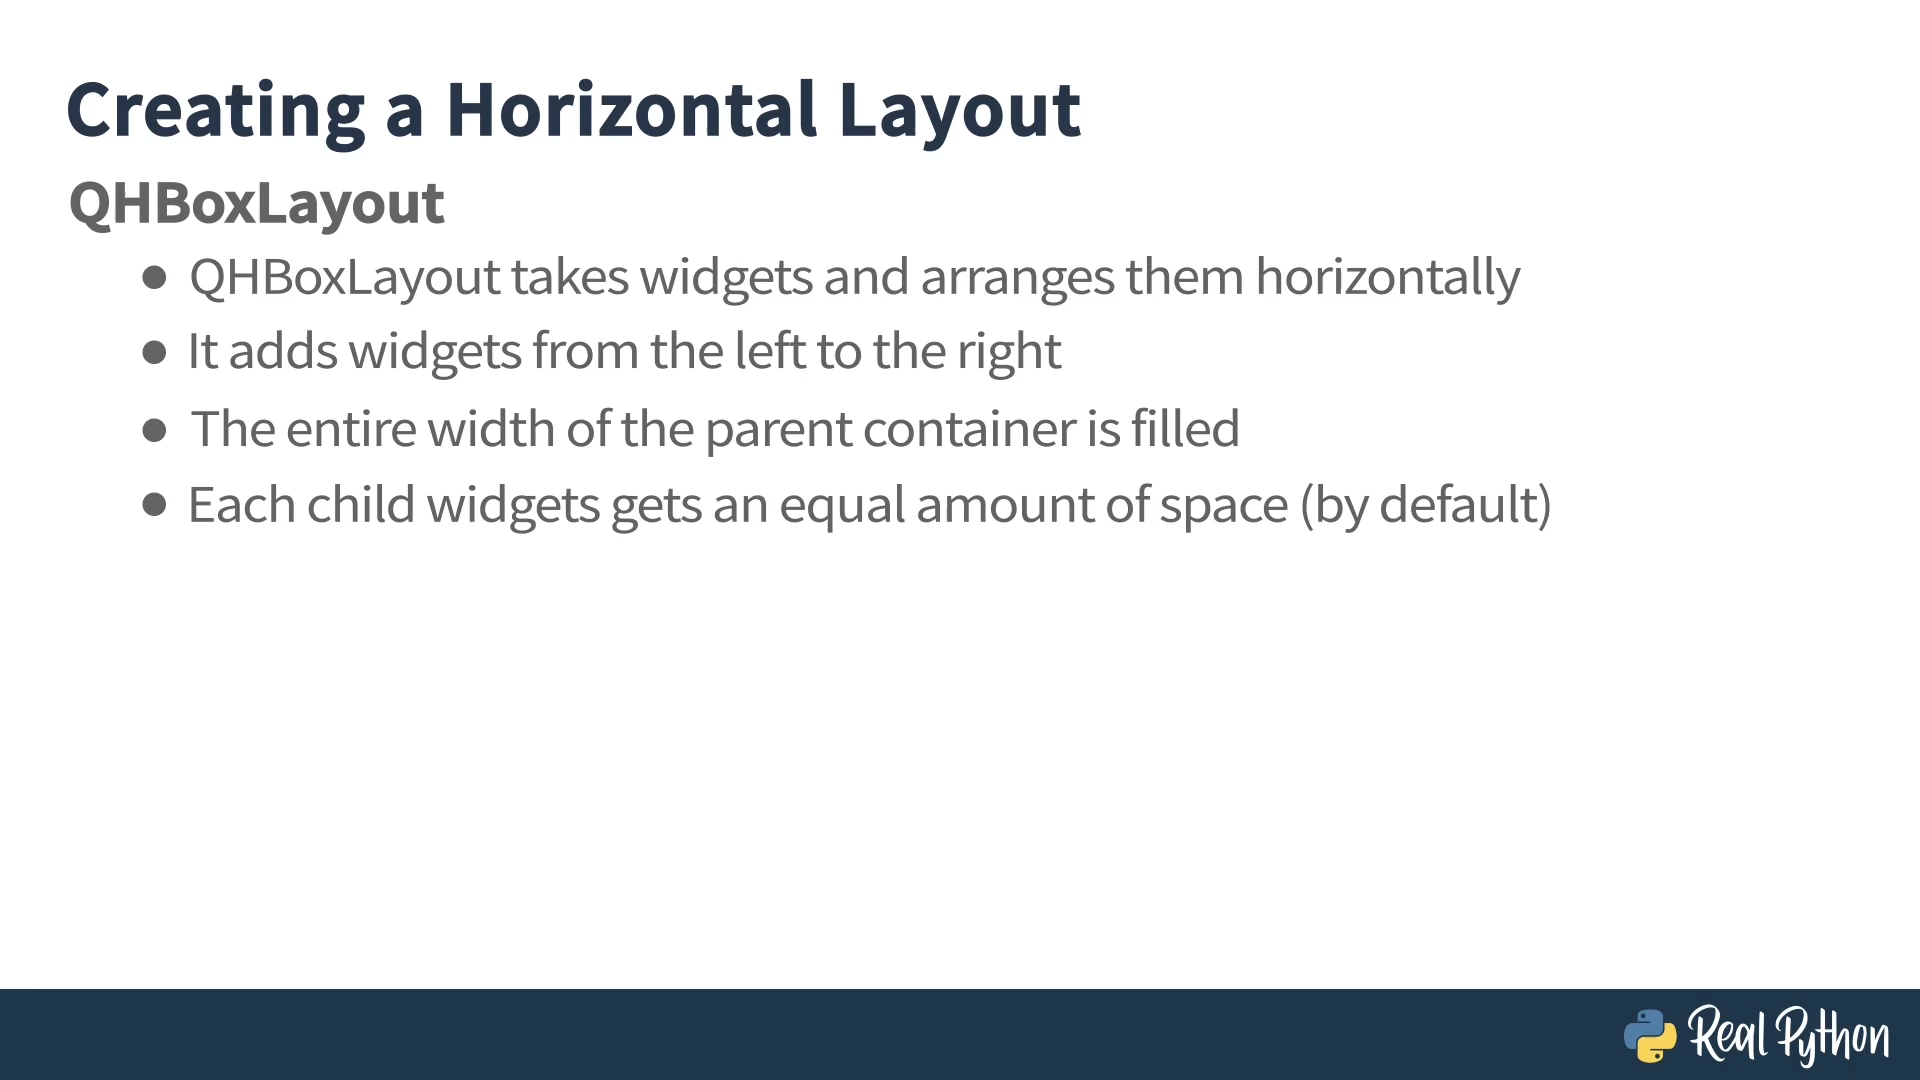 Creating a Horizontal Layout
QHBoxLayout
● QHBoxLayout takes widgets and arranges them horizontally
● It adds widgets from the left to the right
● The entire width of the parent container is filled
● Each child widgets gets an equal amount of space (by default)
Real Python